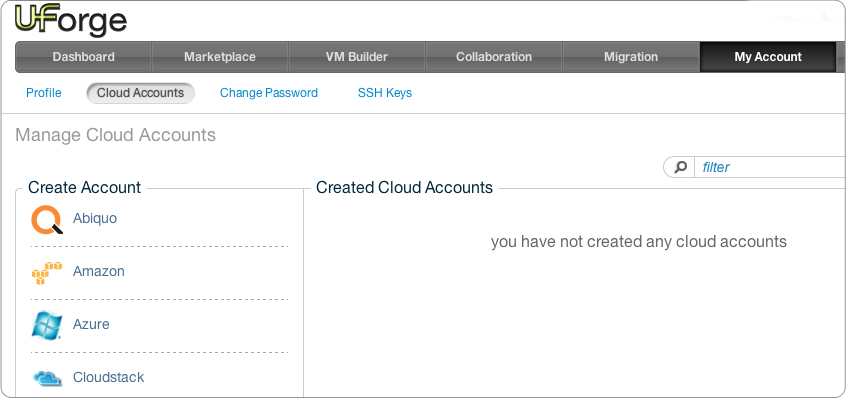 UForge
Dashboard Marketplace VM Builder Collaboration Migration My Account
Profile Cloud Accounts Change Password SSH Keys
Manage Cloud Accounts
filter
Create Account Created Cloud Accounts
Abiquo
you have not created any cloud accounts
Amazon
Azure
Cloudstack